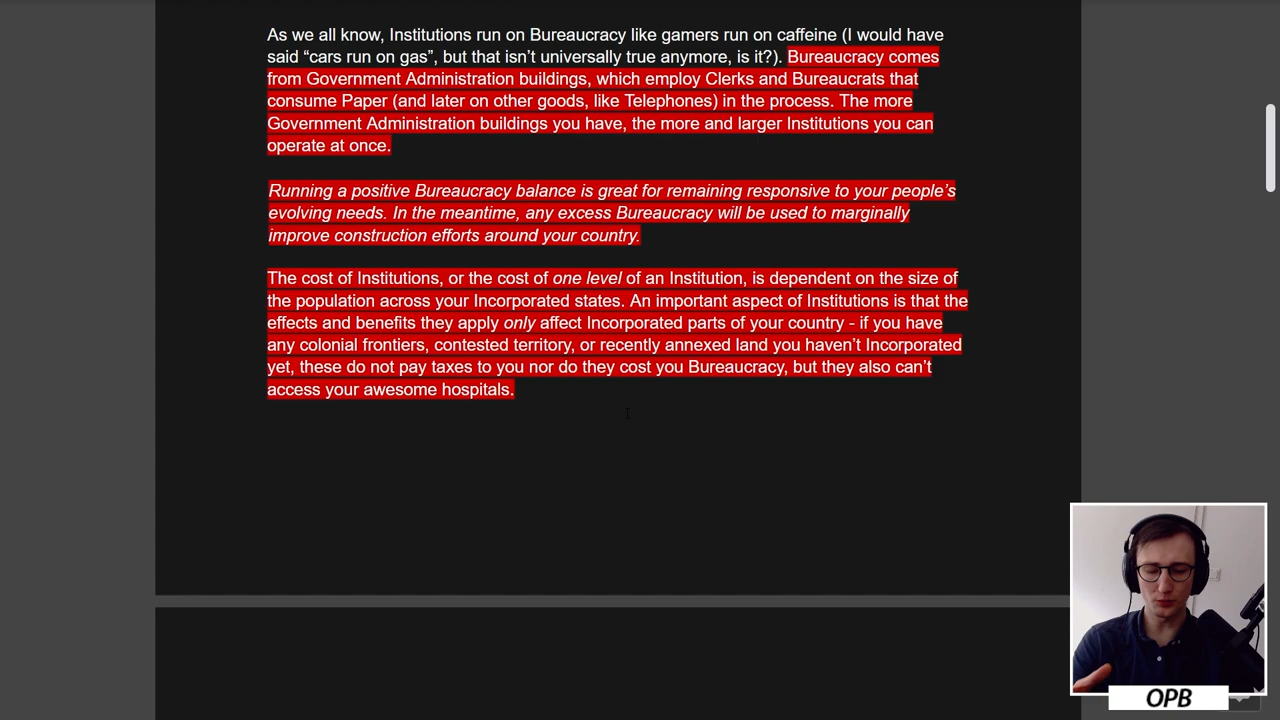 As we all know, Institutions run on Bureaucracy like gamers run on caffeine (I would have
said “cars run on gas”, but that isn’t universally true anymore, is it?). Bureaucracy comes
from Government Administration buildings, which employ Clerks and Bureaucrats that
consume Paper (and later on other goods, like Telephones) in the process. The more
Government Administration buildings you have, the more and larger Institutions you can
operate at once.
Running a positive Bureaucracy balance is great for remaining responsive to your people’s
evolving needs. In the meantime, any excess Bureaucracy will be used to marginally
improve construction efforts around your country.
The cost of Institutions, or the cost of one level of an Institution, is dependent on the size of
the population across your Incorporated states. An important aspect of Institutions is that the
effects and benefits they apply only affect Incorporated parts of your country - if you have
any colonial frontiers, contested territory, or recently annexed land you haven’t Incorporated
yet, these do not pay taxes to you nor do they cost you Bureaucracy, but they also can’t
access your awesome hospitals.
OPB